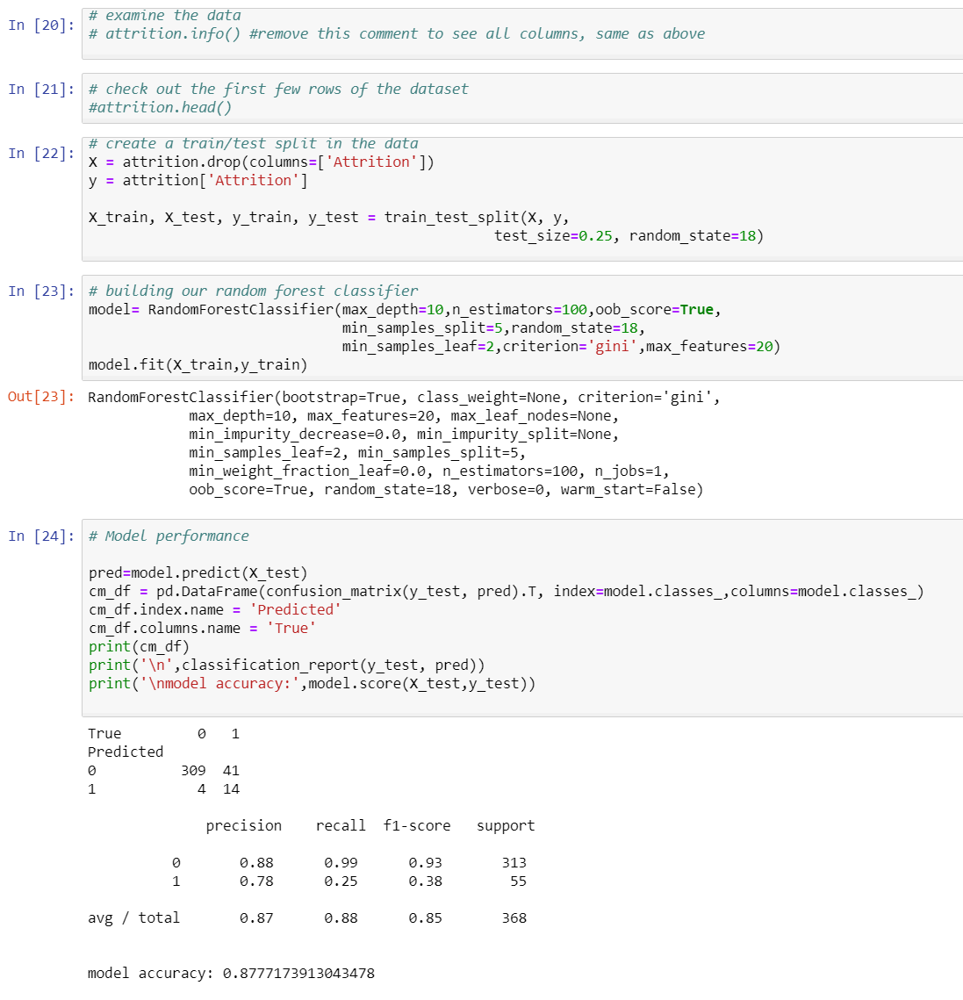 In [20]:
# examine the data
# attrition.info() #remove this comment to see all columns, same as above
In [21]:
# check out the first few rows of the dataset
#attrition.head()
In [22]:
# create a train/test split in the data
X = attrition.drop(columns=['Attrition'])
y = attrition['Attrition']
X_train, X_test, y_train, y_test = train_test_split(X, y,
test_size=0.25, random_state=18)
In [23]:
# building our random forest classifier
model= RandomForestClassifier(max_depth=10,n_estimators=100,oob_score=True,
min_samples_split=5,random_state=18,
min_samples_leaf=2,criterion='gini',max_features=20)
model.fit(X_train,y_train)
Out[23]:
RandomForestClassifier(bootstrap=True, class_weight=None, criterion='gini',
max_depth=10, max_features=20, max_leaf_nodes=None,
min_impurity_decrease=0.0, min_impurity_split=None,
min_samples_leaf=2, min_samples_split=5,
min_weight_fraction_leaf=0.0, n_estimators=100, n_jobs=1,
oob_score=True, random_state=18, verbose=0, warm_start=False)
In [24]:
# Model performance
pred=model.predict(X_test)
cm_df = pd.DataFrame(confusion_matrix(y_test, pred).T, index=model.classes_,columns=model.classes_)
cm_df.index.name = 'Predicted'
cm_df.columns.name = 'True'
print(cm_df)
print('\n',classification_report(y_test, pred))
print('\nmodel accuracy:',model.score(X_test,y_test))
True 0 1
Predicted
0 309 41
1 4 14
precision recall f1-score support
0 0.88 0.99 0.93 313
1 0.78 0.25 0.38 55
avg / total 0.87 0.88 0.85 368
model accuracy: 0.8777173913043478